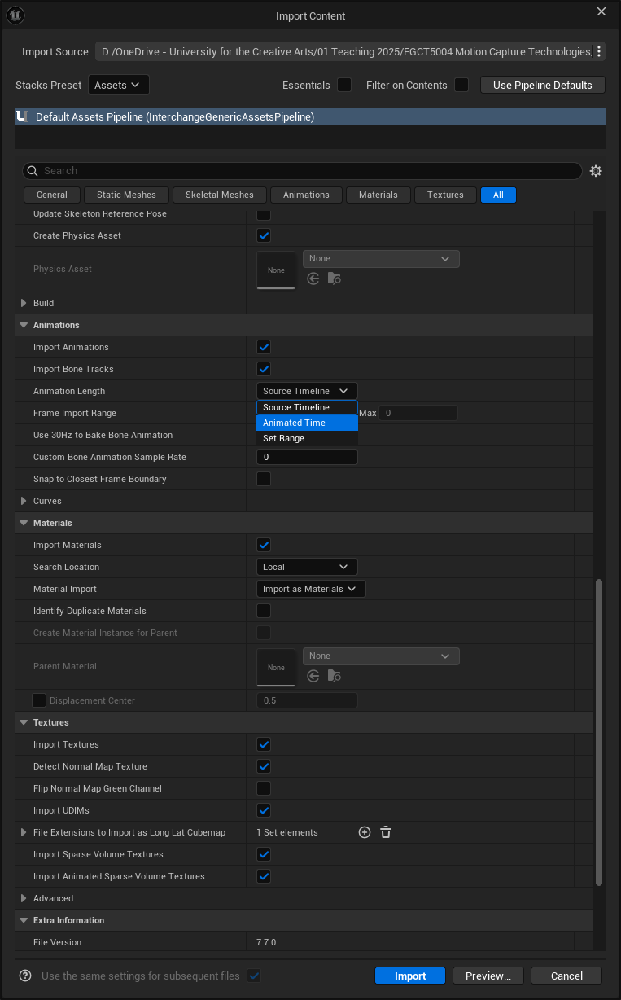 Import Content
Import Source D:/OneDrive - University for the Creative Arts/01 Teaching 2025/FGCT5004 Motion Capture Technologies
Stacks Preset Assets Essentials Filter on Contents Use Pipeline Defaults
Default Assets Pipeline (InterchangeGenericAssetsPipeline)
Search
General Static Meshes Skeletal Meshes Animations Materials Textures All
Update Skeleton Reference Pose
Create Physics Asset
Physics Asset None None
Build
Animations
Import Animations
Import Bone Tracks
Animation Length Source Timeline
Source Timeline
Frame Import Range Max 0
Animated Time
Use 30Hz to Bake Bone Animation
Set Range
Custom Bone Animation Sample Rate 0
Snap to Closest Frame Boundary
Curves
Materials
Import Materials
Search Location Local
Material Import Import as Materials
Identify Duplicate Materials
Create Material Instance for Parent
Parent Material None None
Displacement Center 0.5
Textures
Import Textures
Detect Normal Map Texture
Flip Normal Map Green Channel
Import UDIMs
File Extensions to Import as Long Lat Cubemap 1 Set elements
Import Sparse Volume Textures
Import Animated Sparse Volume Textures
Advanced
Extra Information
File Version 7.7.0
Use the same settings for subsequent files Import Preview... Cancel